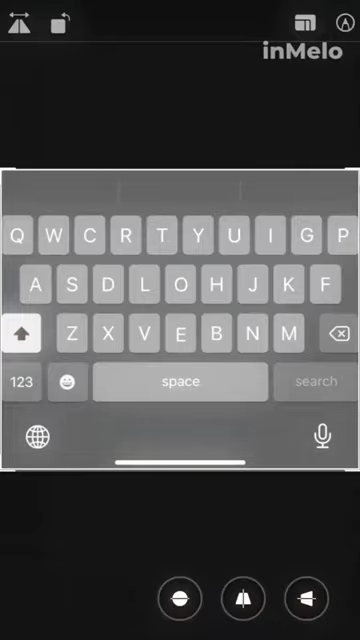 inMelo
Q W C R T Y U I G P
A S D L O H J K F
Z X V E B N M
123 space search